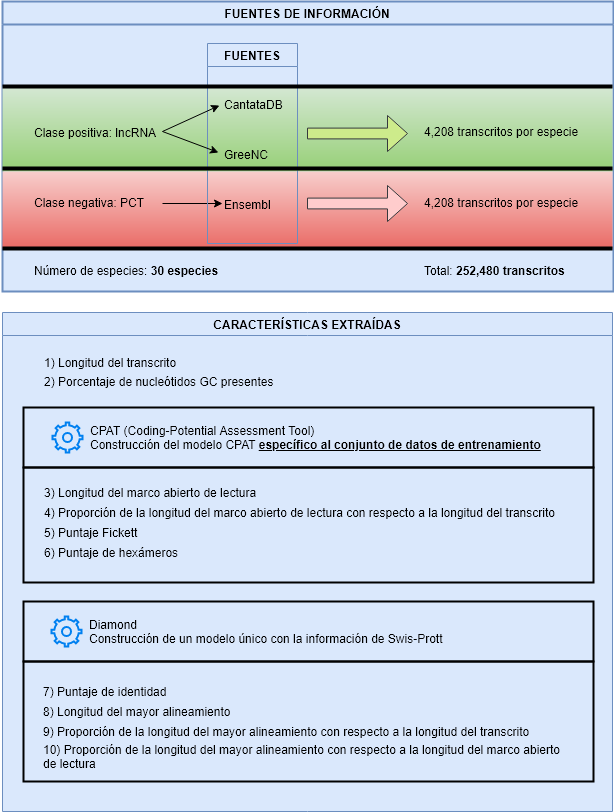 FUENTES DE INFORMACIÓN
FUENTES
Clase positiva: lncRNA
CantataDB
GreeNC
4,208 transcritos por especie
Clase negativa: PCT
Ensembl
4,208 transcritos por especie
Número de especies: 30 especies
Total: 252,480 transcritos
CARACTERÍSTICAS EXTRAÍDAS
1) Longitud del transcrito
2) Porcentaje de nucleótidos GC presentes
CPAT (Coding-Potential Assessment Tool)
Construcción del modelo CPAT específico al conjunto de datos de entrenamiento
3) Longitud del marco abierto de lectura
4) Proporción de la longitud del marco abierto de lectura con respecto a la longitud del transcrito
5) Puntaje Fickett
6) Puntaje de hexámeros
Diamond
Construcción de un modelo único con la información de Swis-Prott
7) Puntaje de identidad
8) Longitud del mayor alineamiento
9) Proporción de la longitud del mayor alineamiento con respecto a la longitud del transcrito
10) Proporción de la longitud del mayor alineamiento con respecto a la longitud del marco abierto
de lectura